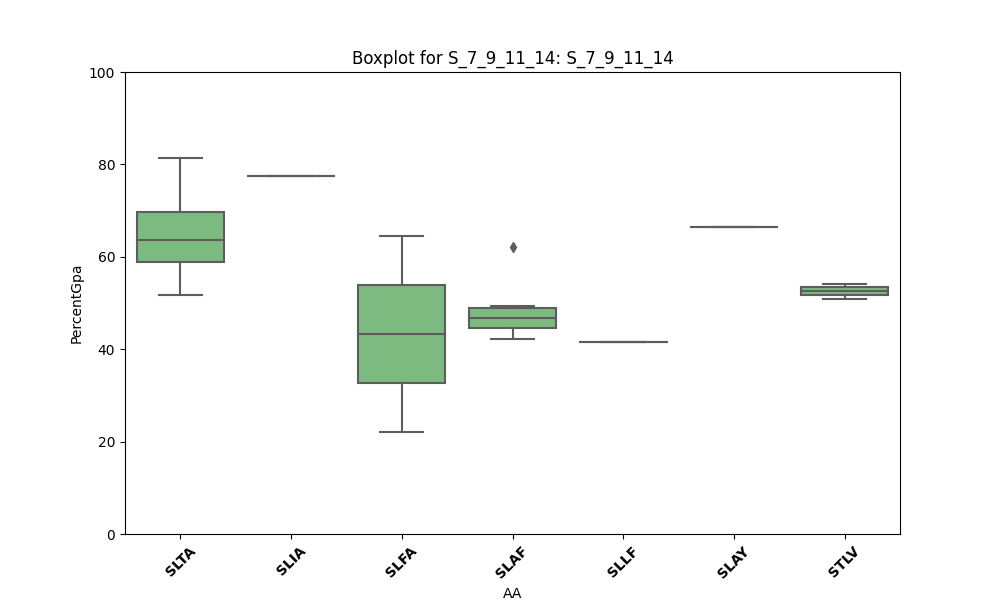 Boxplot for S_7_9_11_14: S_7_9_11_14
100
80
60
40
20
0
PercentGpa
SLTA
SLIA
SLFA
SLAF
SLLF
SLAY
STLV
AA